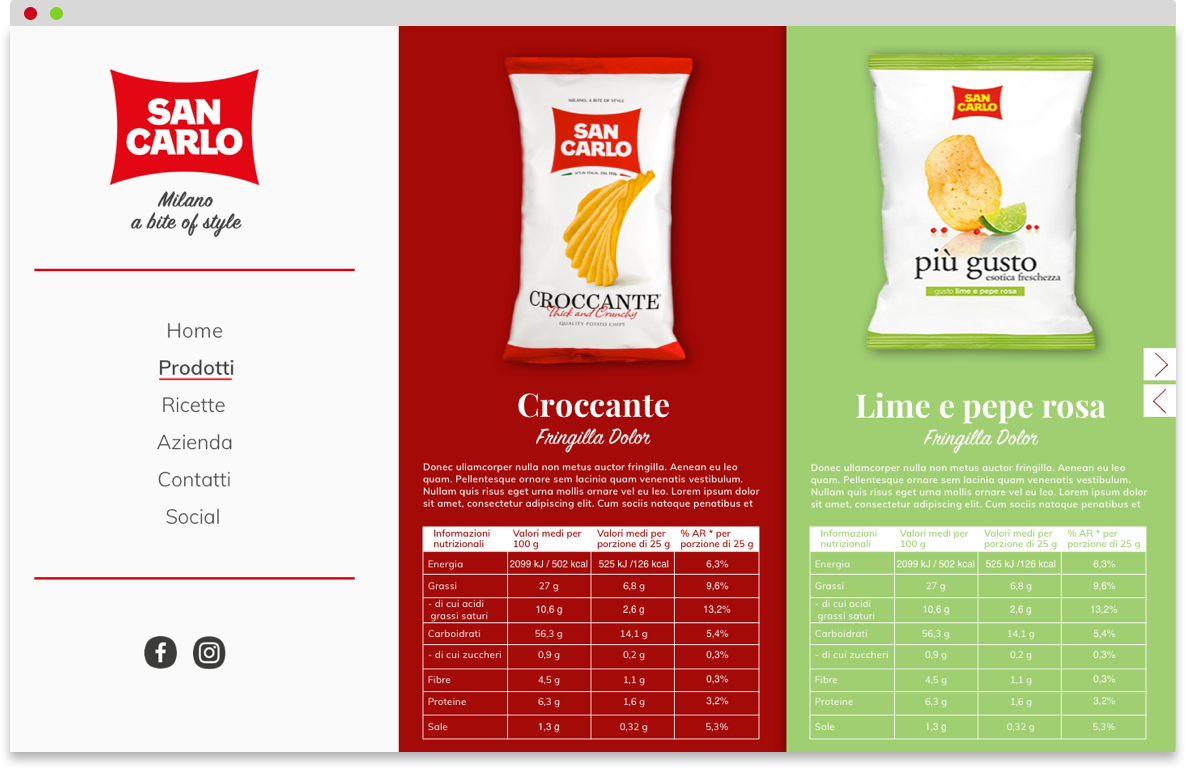 SAN
CARLO
Milano
a bite of style
Home
Prodotti
Ricette
Azienda
Contatti
Social
MILANO, A BITE OF STYLE
SAN
CARLO
CROCCANTE
Thick and Crunchy
QUALITY POTATO CHIPS
Croccante
Fringilla Dolor
Donec ullamcorper nulla non metus auctor fringilla. Aenean eu leo
quam. Pellentesque ornare sem lacinia quam venenatis vestibulum.
Nullam quis risus eget urna mollis ornare vel eu leo. Lorem ipsum dolor
sit amet, consectetur adipiscing elit. Cum sociis natoque penatibus et
Informazioni nutrizionali Valori medi per 100 g Valori medi per porzione di 25 g % AR * per porzione di 25 g
Energia 2099 kJ / 502 kcal 525 kJ /126 kcal 6,3%
Grassi 27 g 6,8 g 9,6%
- di cui acidi grassi saturi 10,6 g 2,6 g 13,2%
Carboidrati 56,3 g 14,1 g 5,4%
- di cui zuccheri 0,9 g 0,2 g 0,3%
Fibre 4,5 g 1,1 g 0,3%
Proteine 6,3 g 1,6 g 3,2%
Sale 1,3 g 0,32 g 5,3%
SAN
CARLO
più gusto
esotica freschezza
gusto lime e pepe rosa
Lime e pepe rosa
Fringilla Dolor
Donec ullamcorper nulla non metus auctor fringilla. Aenean eu leo
quam. Pellentesque ornare sem lacinia quam venenatis vestibulum.
Nullam quis risus eget urna mollis ornare vel eu leo. Lorem ipsum dolor
sit amet, consectetur adipiscing elit. Cum sociis natoque penatibus et
Informazioni nutrizionali Valori medi per 100 g Valori medi per porzione di 25 g % AR * per porzione di 25 g
Energia 2099 kJ / 502 kcal 525 kJ /126 kcal 6,3%
Grassi 27 g 6,8 g 9,6%
- di cui acidi grassi saturi 10,6 g 2,6 g 13,2%
Carboidrati 56,3 g 14,1 g 5,4%
- di cui zuccheri 0,9 g 0,2 g 0,3%
Fibre 4,5 g 1,1 g 0,3%
Proteine 6,3 g 1,6 g 3,2%
Sale 1,3 g 0,32 g 5,3%